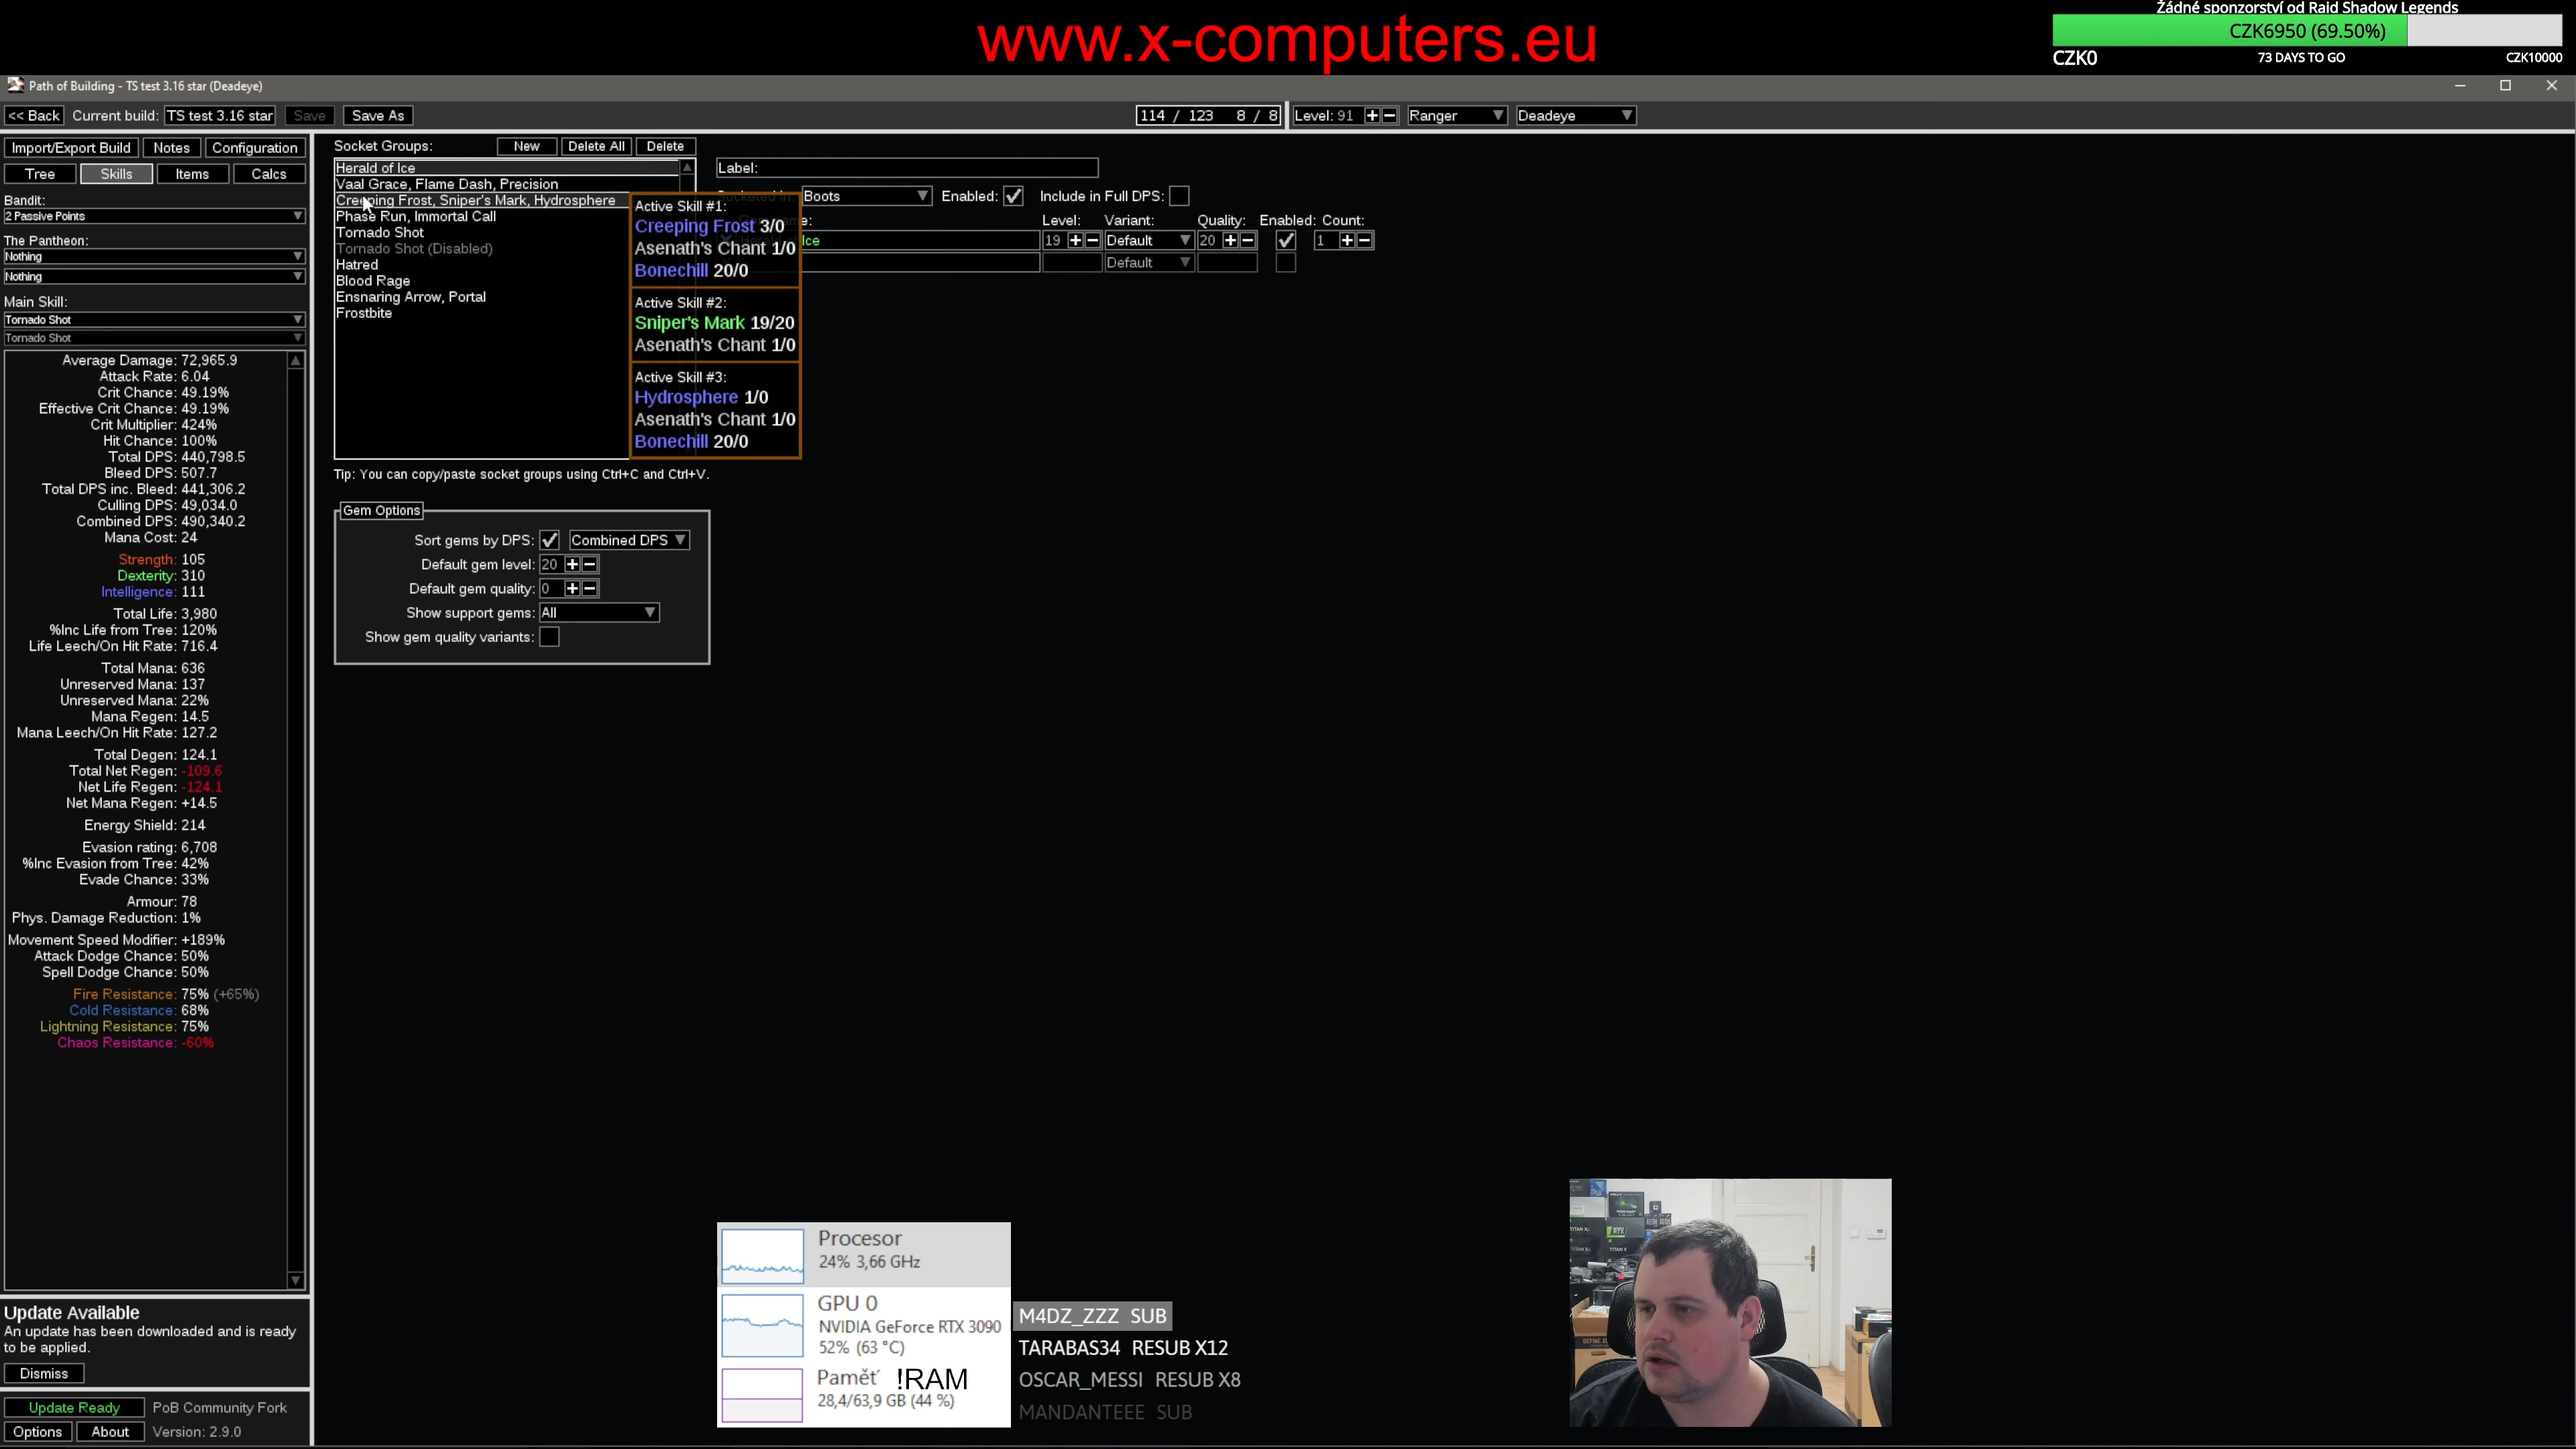 www.x-computers.eu
Žádné sponzorství od Raid Shadow Legends
CZK6950 (69.50%)
CZK0 73 DAYS TO GO CZK10000
Path of Building - TS test 3.16 star (Deadeye)
<< Back Current build: TS test 3.16 star Save Save As 114 / 123 8 / 8 Level: 91 Ranger Deadeye
Import/Export Build Notes Configuration
Tree Skills Items Calcs
Bandit:
2 Passive Points
The Pantheon:
Nothing
Nothing
Main Skill:
Tornado Shot
Tornado Shot
Average Damage: 72,965.9
Attack Rate: 6.04
Crit Chance: 49.19%
Effective Crit Chance: 49.19%
Crit Multiplier: 424%
Hit Chance: 100%
Total DPS: 440,798.5
Bleed DPS: 507.7
Total DPS inc. Bleed: 441,306.2
Culling DPS: 49,034.0
Combined DPS: 490,340.2
Mana Cost: 24
Strength: 105
Dexterity: 310
Intelligence: 111
Total Life: 3,980
%Inc Life from Tree: 120%
Life Leech/On Hit Rate: 716.4
Total Mana: 636
Unreserved Mana: 137
Unreserved Mana: 22%
Mana Regen: 14.5
Mana Leech/On Hit Rate: 127.2
Total Degen: 124.1
Total Net Regen: -109.6
Net Life Regen: -124.1
Net Mana Regen: +14.5
Energy Shield: 214
Evasion rating: 6,708
%Inc Evasion from Tree: 42%
Evade Chance: 33%
Armour: 78
Phys. Damage Reduction: 1%
Movement Speed Modifier: +189%
Attack Dodge Chance: 50%
Spell Dodge Chance: 50%
Fire Resistance: 75% (+65%)
Cold Resistance: 68%
Lightning Resistance: 75%
Chaos Resistance: -60%
Update Available
An update has been downloaded and is ready
to be applied.
Dismiss
Update Ready PoB Community Fork
Options About Version: 2.9.0
Socket Groups: New Delete All Delete
Herald of Ice
Vaal Grace, Flame Dash, Precision
Creeping Frost, Sniper's Mark, Hydrosphere
Phase Run, Immortal Call
Tornado Shot
Tornado Shot (Disabled)
Hatred
Blood Rage
Ensnaring Arrow, Portal
Frostbite
Active Skill #1:
Creeping Frost 3/0
Asenath's Chant 1/0
Bonechill 20/0
Active Skill #2:
Sniper's Mark 19/20
Asenath's Chant 1/0
Active Skill #3:
Hydrosphere 1/0
Asenath's Chant 1/0
Bonechill 20/0
Tip: You can copy/paste socket groups using Ctrl+C and Ctrl+V.
Gem Options
Sort gems by DPS: Combined DPS
Default gem level: 20
Default gem quality: 0
Show support gems: All
Show gem quality variants:
Label:
Boots Enabled: Include in Full DPS:
Level: Variant: Quality: Enabled: Count:
Ice 19 Default 20 1
Default
Procesor
24% 3,66 GHz
GPU 0
NVIDIA GeForce RTX 3090
52% (63 °C)
Paměť !RAM
28,4/63,9 GB (44 %)
M4DZ_ZZZ SUB
TARABAS34 RESUB X12
OSCAR_MESSI RESUB X8
MANDANTEEE SUB